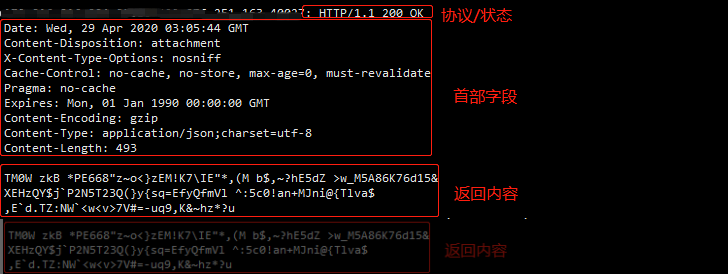 251.163.40027: HTTP/1.1 200 OK 协议/状态
Date: Wed, 29 Apr 2020 03:05:44 GMT
Content-Disposition: attachment
X-Content-Type-Options: nosniff
Cache-Control: no-cache, no-store, max-age=0, must-revalidate
Pragma: no-cache 首部字段
Expires: Mon, 01 Jan 1990 00:00:00 GMT
Content-Encoding: gzip
Content-Type: application/json;charset=utf-8
Content-Length: 493
TM0W zkB *PE668"z~o<}zEM!K7\IE"*,(M b$,~?hE5dZ >w_M5A86K76d15&
XEHzQY$j`P2N5T23Q(}y{sq=EfyQfmVl ^:5c0!an+MJni@{Tlva$ 返回内容
,E`d.TZ:NW`<w<v>7V#=-uq9,K&~hz*?u
TM0W zkB *PE668"z~o<}zEM!K7\IE"*,(M b$,~?hE5dZ >w_M5A86K76d15&
XEHzQY$j`P2N5T23Q(}y{sq=EfyQfmVl ^:5c0!an+MJni@{Tlva$ 返回内容
,E`d.TZ:NW`<w<v>7V#=-uq9,K&~hz*?u